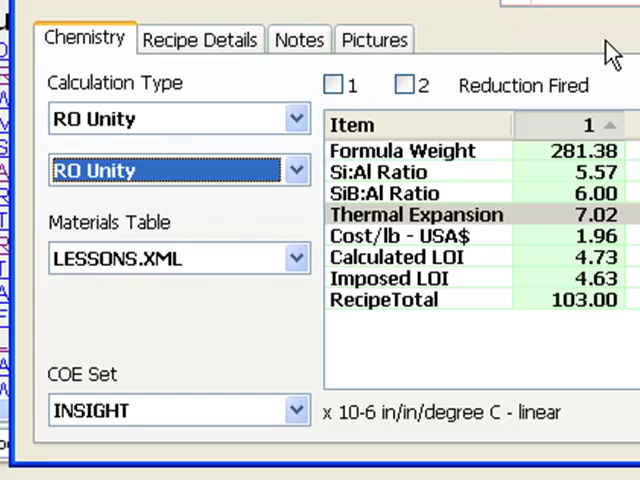 Chemistry Recipe Details Notes Pictures
Calculation Type
RO Unity
RO Unity
Materials Table
LESSONS.XML
COE Set
INSIGHT
1 2 Reduction Fired
Item 1
Formula Weight 281.38
Si:Al Ratio 5.57
SiB:Al Ratio 6.00
Thermal Expansion 7.02
Cost/lb - USA$ 1.96
Calculated LOI 4.73
Imposed LOI 4.63
RecipeTotal 103.00
x 10-6 in/in/degree C - linear